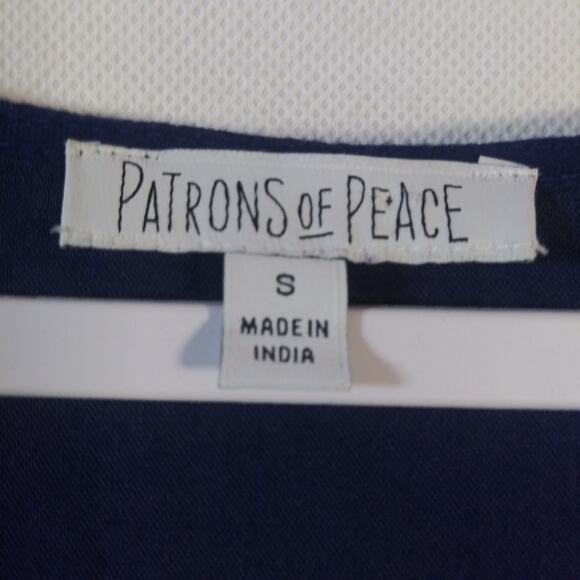 PATRONS OF PEACE
S
MADE IN
INDIA